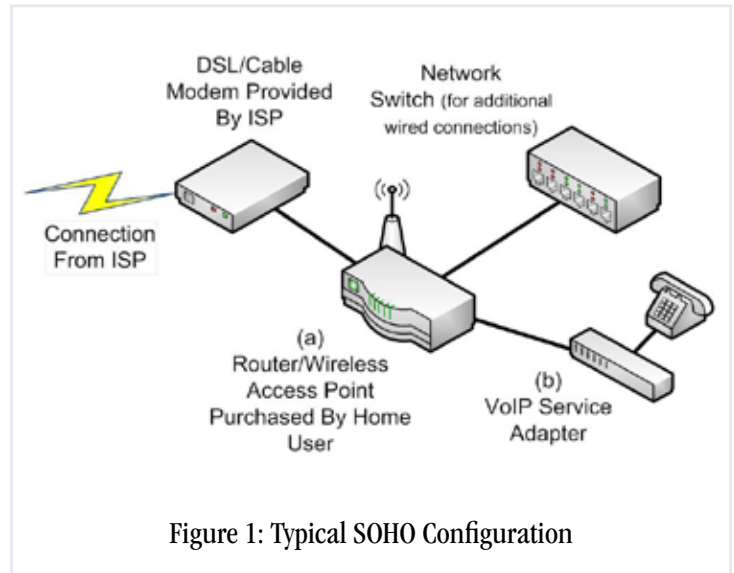 DSL/Cable
Modem Provided
By ISP
Network
Switch (for additional
wired connections)
Connection
From ISP
(a)
Router/Wireless
Access Point
Purchased By Home
User
(b)
VoIP Service
Adapter
Figure 1: Typical SOHO Configuration